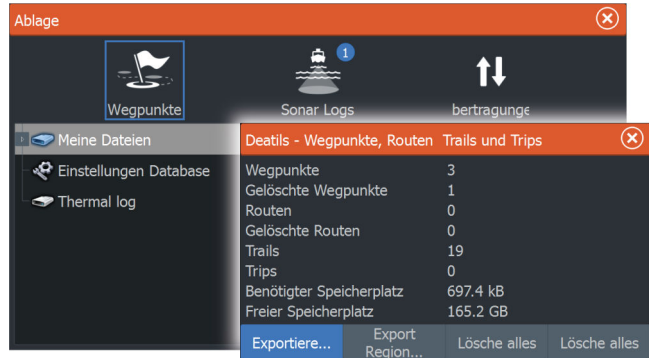 Ablage
1
Wegpunkte Sonar Logs bertragunge
Meine Dateien
Einstellungen Database
Thermal log
Deatils - Wegpunkte, Routen Trails und Trips
Wegpunkte 3
Gelöschte Wegpunkte 1
Routen 0
Gelöschte Routen 0
Trails 19
Trips 0
Benötigter Speicherplatz 697.4 kB
Freier Speicherplatz 165.2 GB
Exportiere... Export Region... Lösche alles Lösche alles